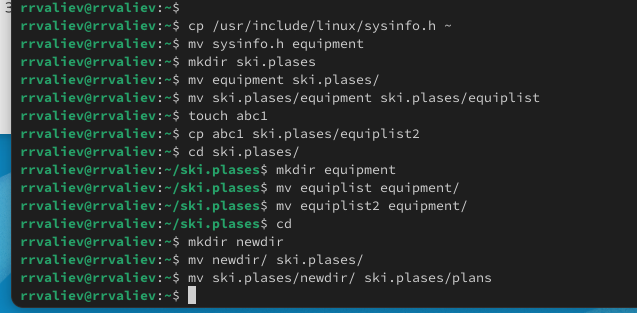 3
rrvaliev@rrvaliev:~$
rrvaliev@rrvaliev:~$ cp /usr/include/linux/sysinfo.h ~
rrvaliev@rrvaliev:~$ mv sysinfo.h equipment
rrvaliev@rrvaliev:~$ mkdir ski.plases
rrvaliev@rrvaliev:~$ mv equipment ski.plases/
rrvaliev@rrvaliev:~$ mv ski.plases/equipment ski.plases/equiplist
rrvaliev@rrvaliev:~$ touch abc1
rrvaliev@rrvaliev:~$ cp abc1 ski.plases/equiplist2
rrvaliev@rrvaliev:~$ cd ski.plases/
rrvaliev@rrvaliev:~/ski.plases$ mkdir equipment
rrvaliev@rrvaliev:~/ski.plases$ mv equiplist equipment/
rrvaliev@rrvaliev:~/ski.plases$ mv equiplist2 equipment/
rrvaliev@rrvaliev:~/ski.plases$ cd
rrvaliev@rrvaliev:~$ mkdir newdir
rrvaliev@rrvaliev:~$ mv newdir/ ski.plases/
rrvaliev@rrvaliev:~$ mv ski.plases/newdir/ ski.plases/plans
rrvaliev@rrvaliev:~$